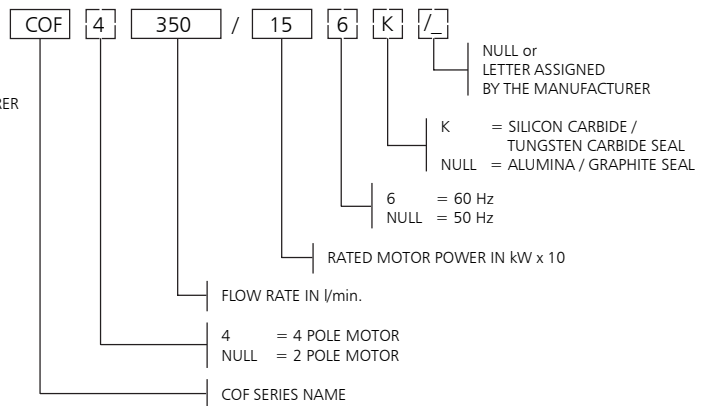 COF 4 350 / 15 6 K /_
NULL or
LETTER ASSIGNED
BY THE MANUFACTURER
RER
K = SILICON CARBIDE /
TUNGSTEN CARBIDE SEAL
NULL = ALUMINA / GRAPHITE SEAL
6 = 60 Hz
NULL = 50 Hz
RATED MOTOR POWER IN kW x 10
FLOW RATE IN l/min.
4 = 4 POLE MOTOR
NULL = 2 POLE MOTOR
COF SERIES NAME